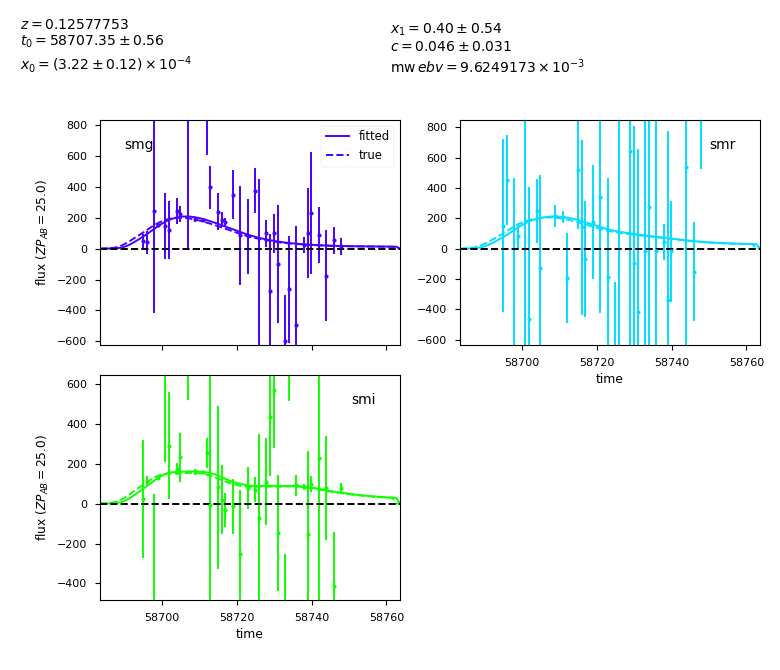 z = 0.12577753
t₀ = 58707.35 ± 0.56
x₀ = (3.22 ± 0.12) × 10⁻⁴
x₁ = 0.40 ± 0.54
c = 0.046 ± 0.031
mw ebv = 9.6249173 × 10⁻³
smg
fitted
true
800
600
400
200
0
−200
−400
−600
flux (ZP_AB = 25.0)
smr
800
600
400
200
0
−200
−400
−600
58700
58720
58740
58760
time
smi
600
400
200
0
−200
−400
flux (ZP_AB = 25.0)
58700
58720
58740
58760
time